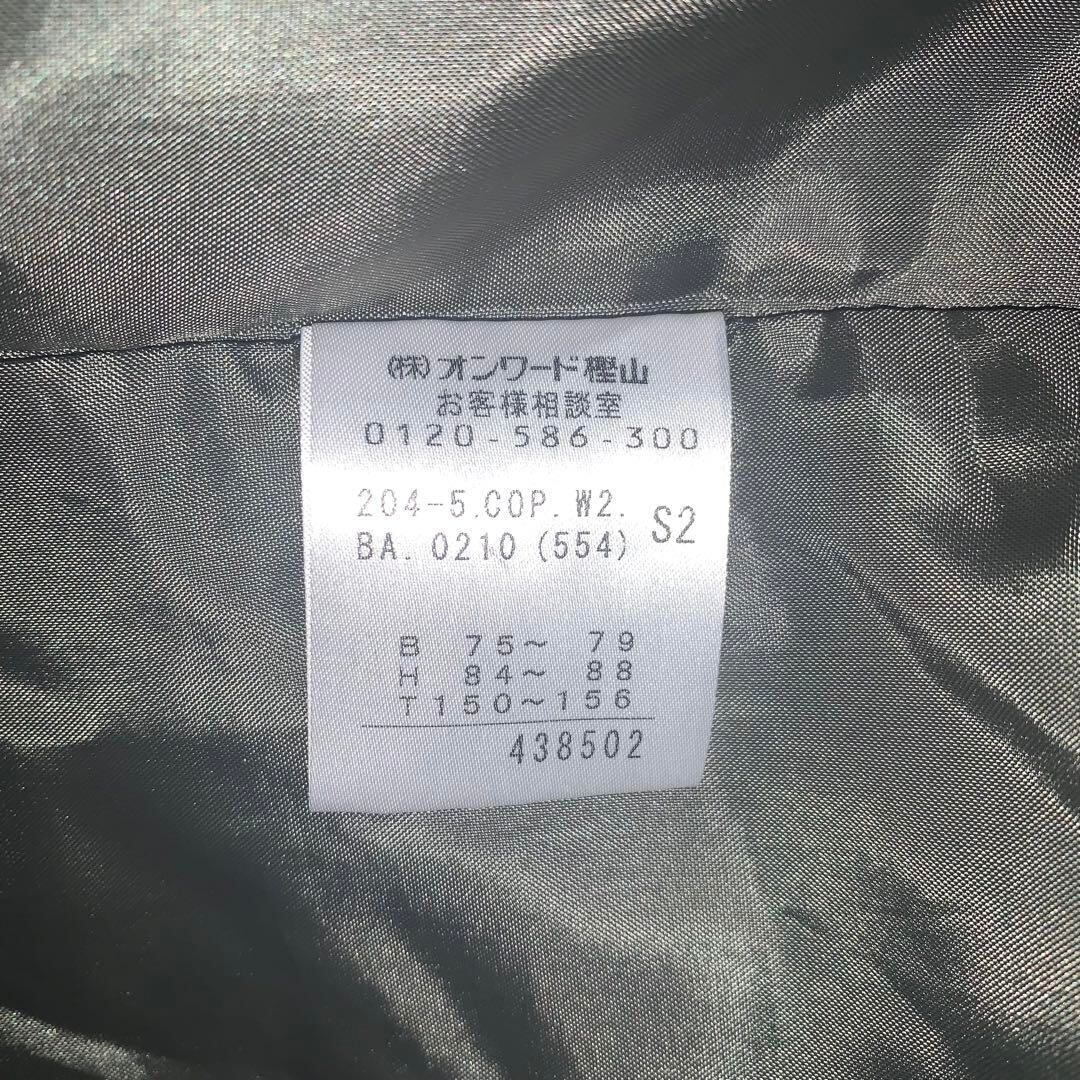 (株)オンワード樫山
お客様相談室
0120-586-300
204-5.COP. W2.
BA. 0210 (554) S2
B 75～ 79
H 84～ 88
T150～156
438502